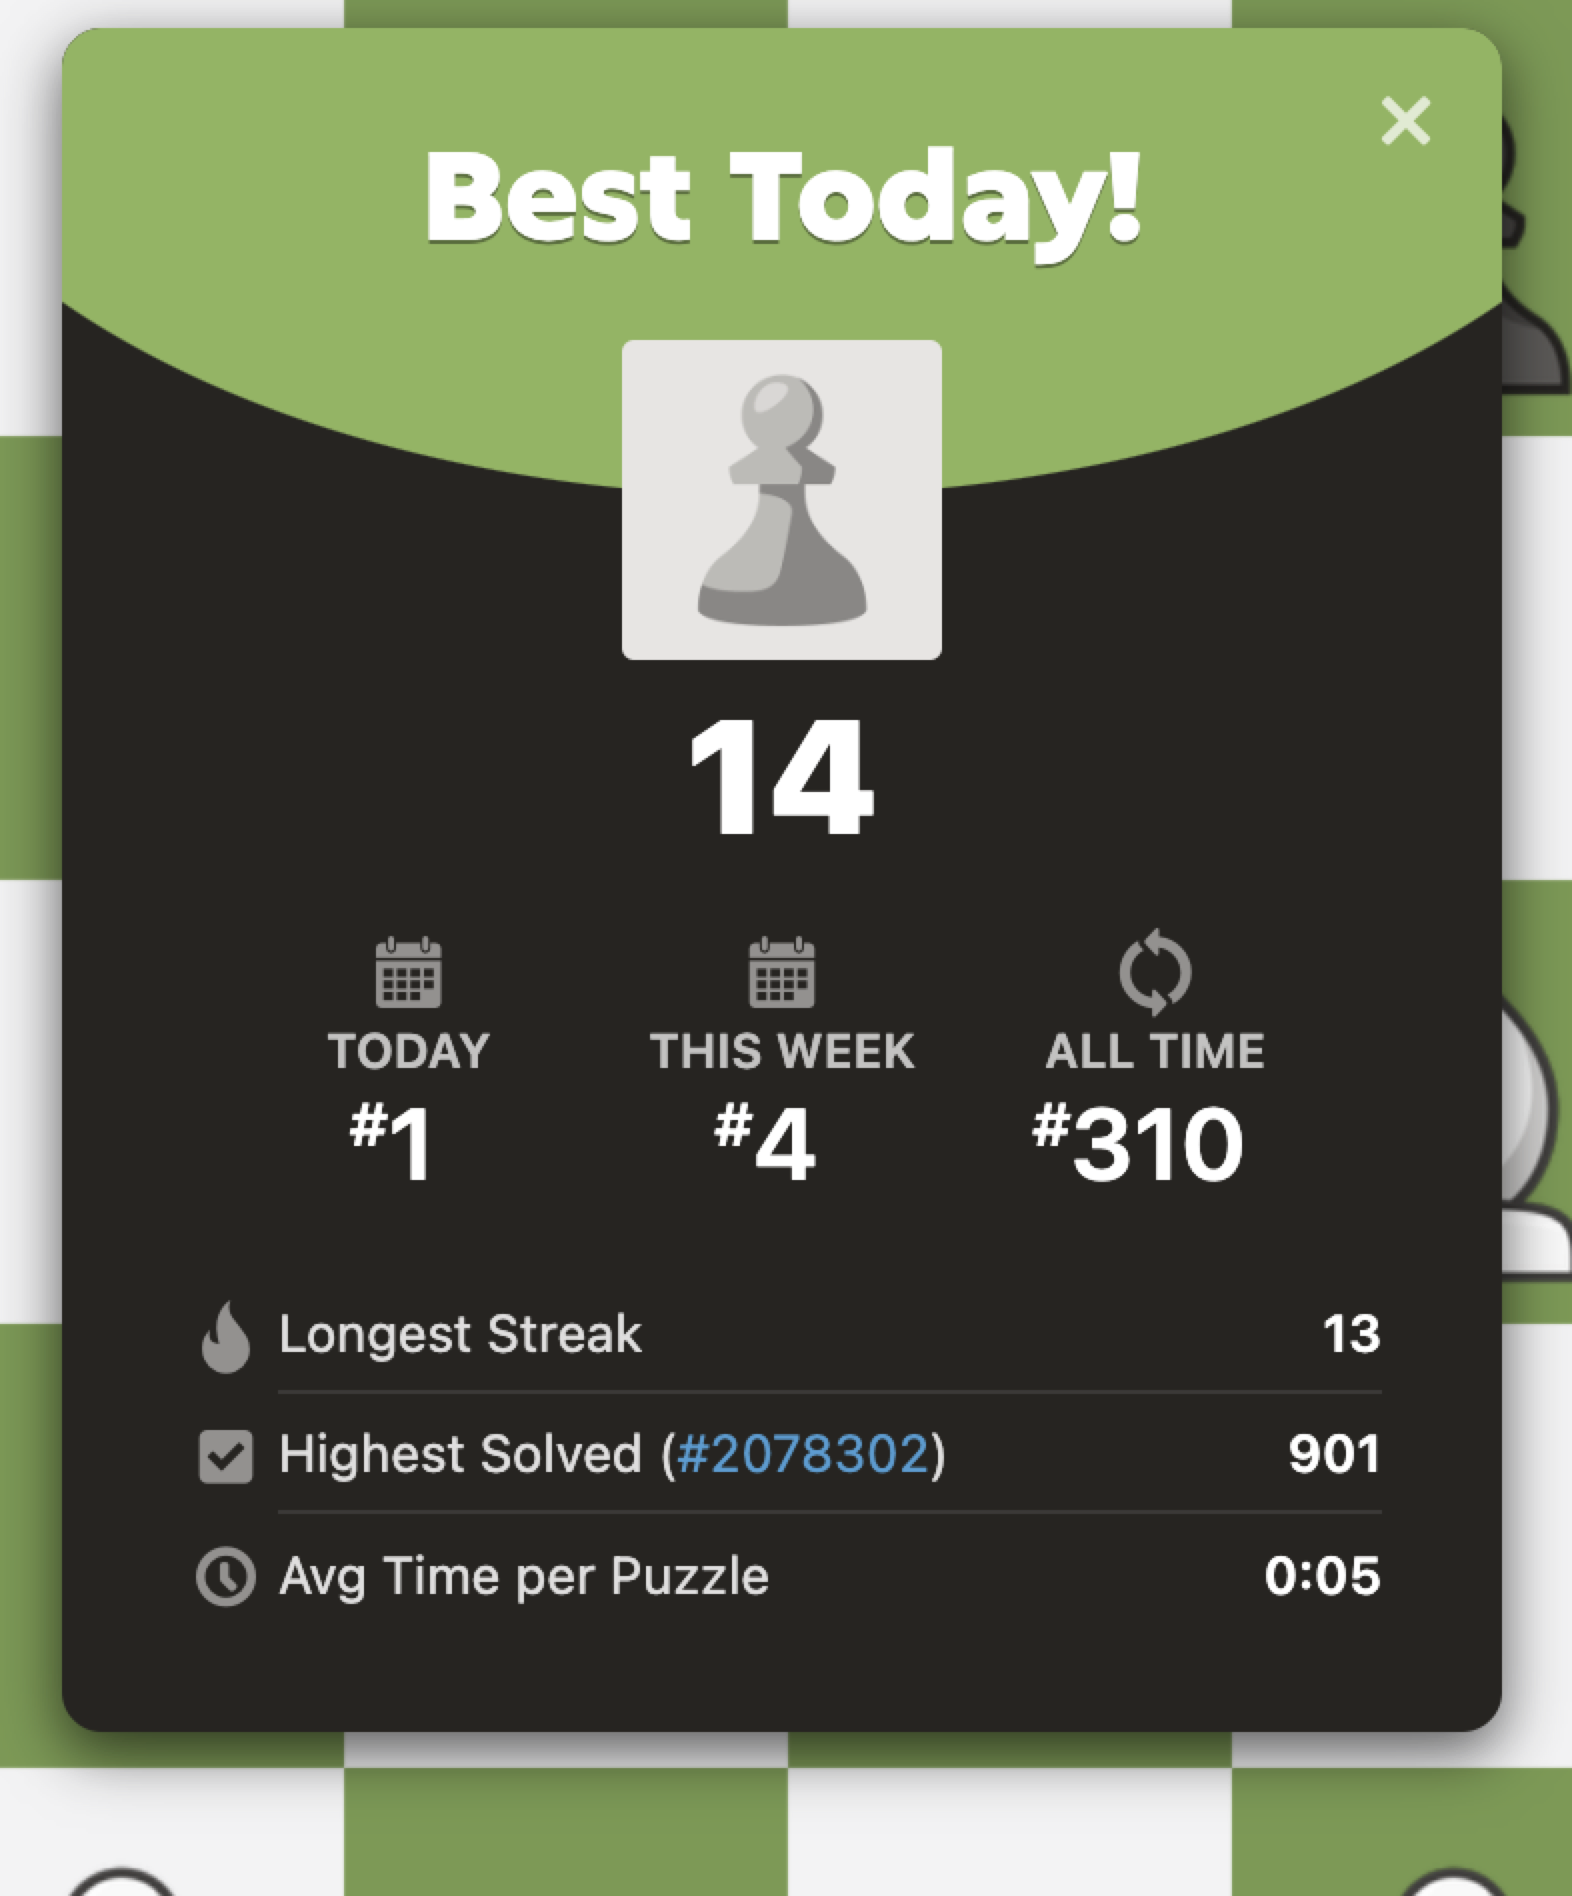 Best Today!
14
TODAY THIS WEEK ALL TIME
#1 #4 #310
Longest Streak 13
Highest Solved (#2078302) 901
Avg Time per Puzzle 0:05